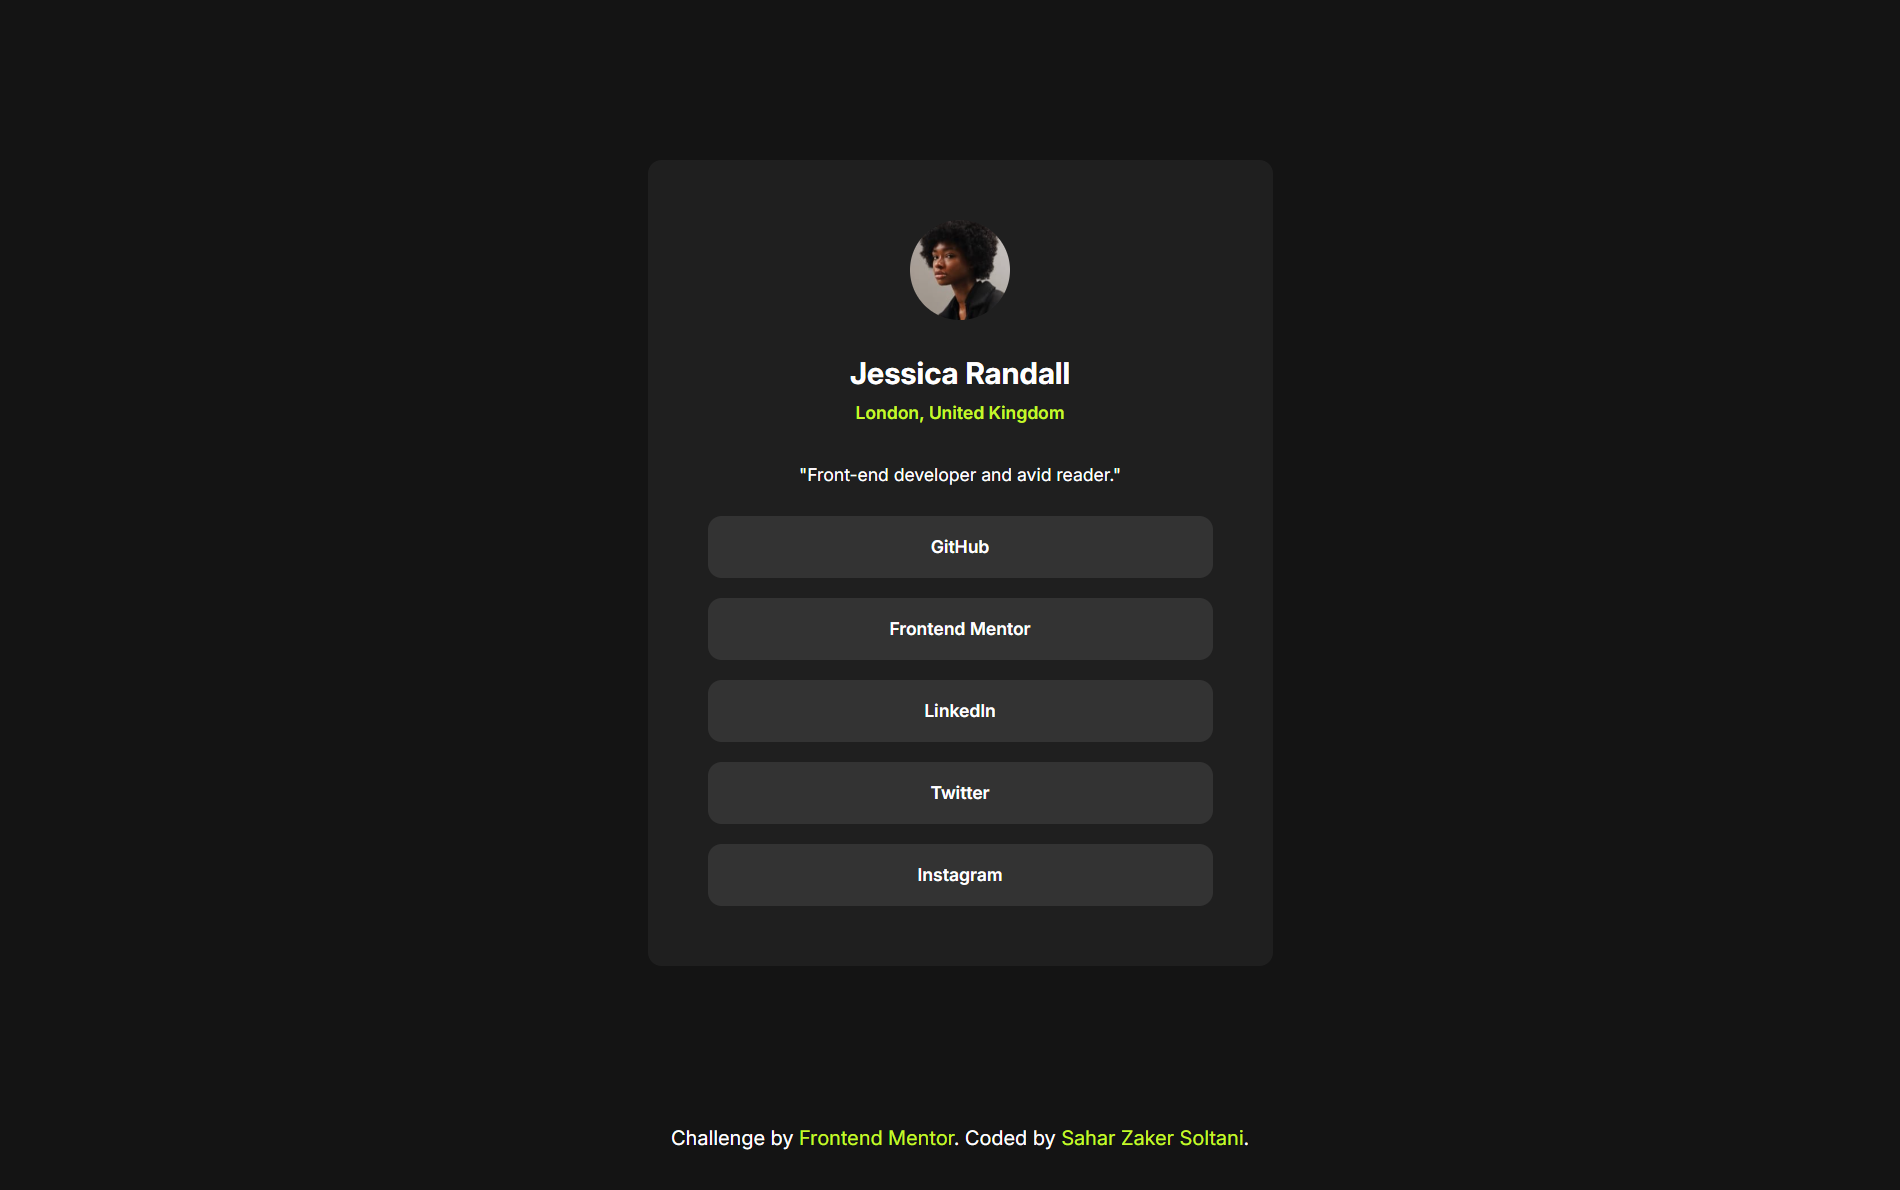 Jessica Randall
London, United Kingdom
"Front-end developer and avid reader."
GitHub
Frontend Mentor
LinkedIn
Twitter
Instagram
Challenge by Frontend Mentor. Coded by Sahar Zaker Soltani.